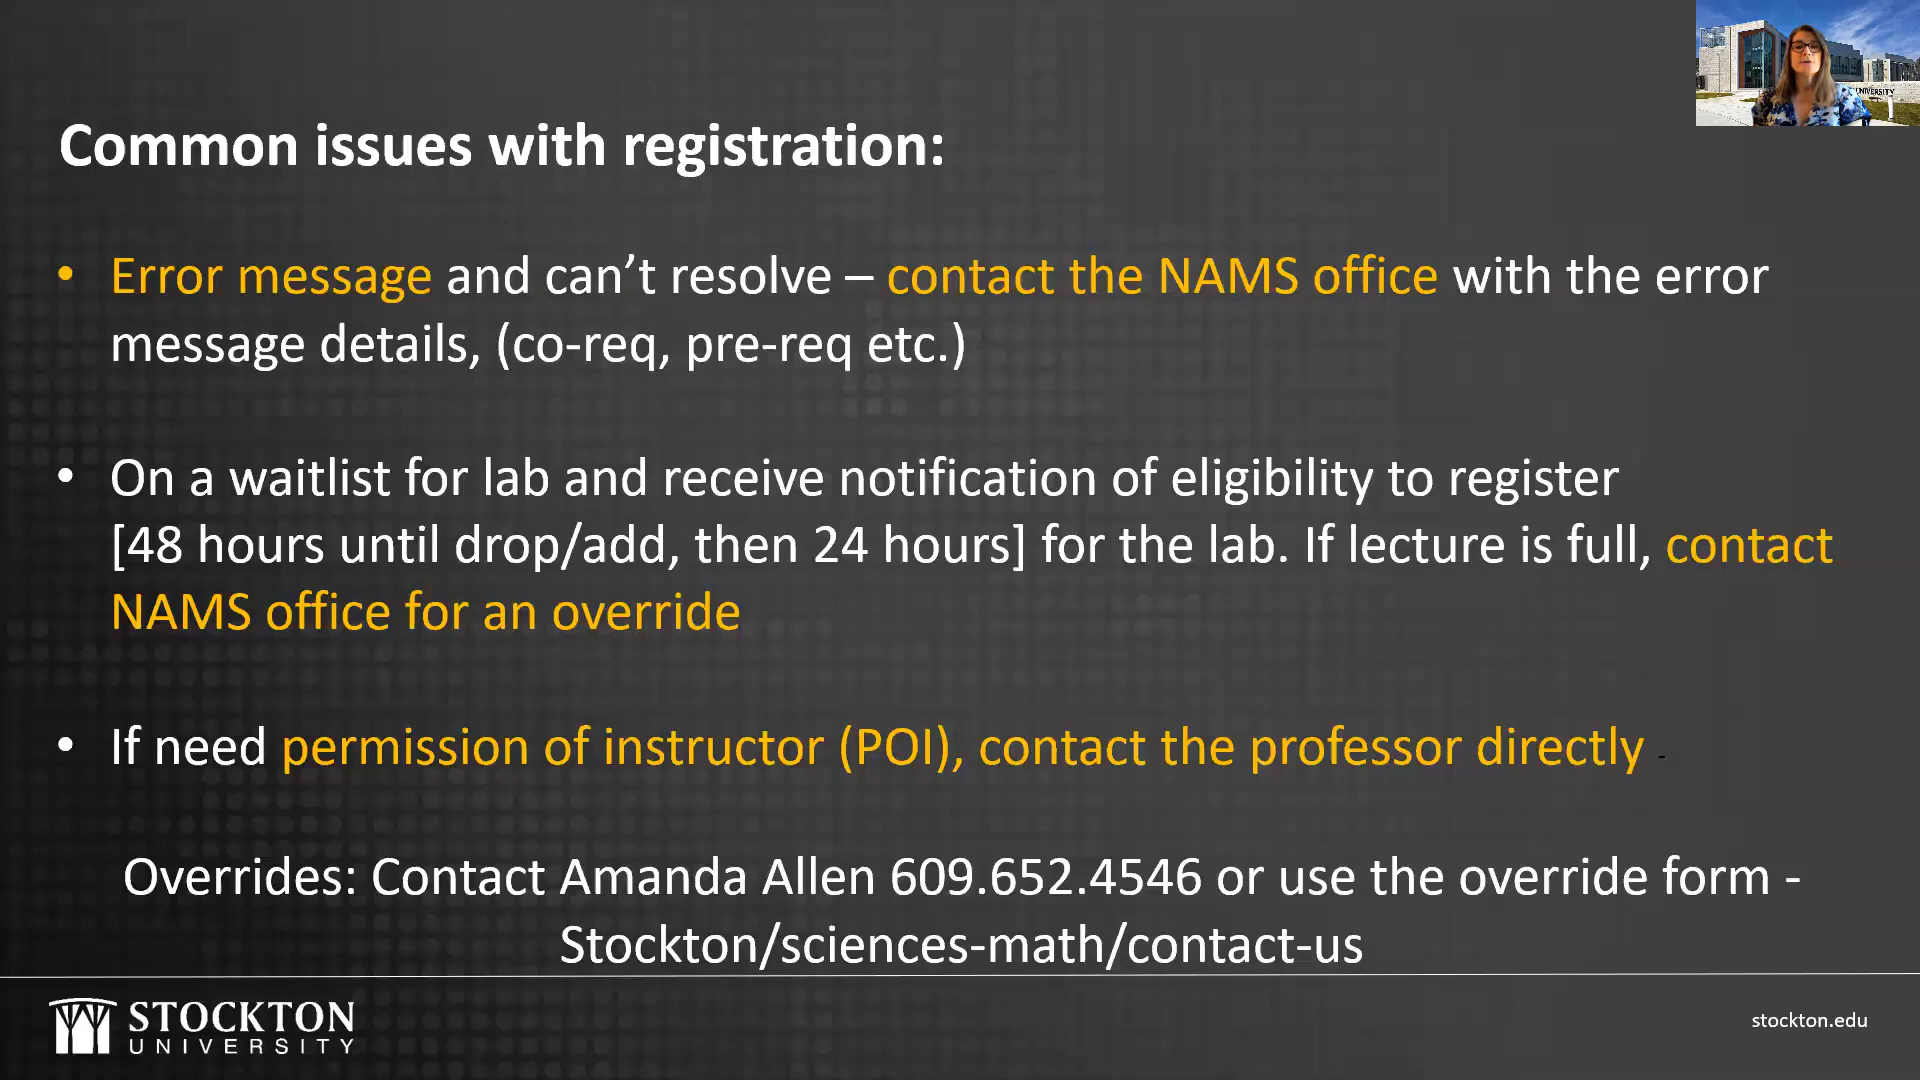 UNIVERSITY
Common issues with registration:
• Error message and can’t resolve – contact the NAMS office with the error
message details, (co-req, pre-req etc.)
• On a waitlist for lab and receive notification of eligibility to register
[48 hours until drop/add, then 24 hours] for the lab. If lecture is full, contact
NAMS office for an override
• If need permission of instructor (POI), contact the professor directly -
Overrides: Contact Amanda Allen 609.652.4546 or use the override form -
Stockton/sciences-math/contact-us
STOCKTON
UNIVERSITY
stockton.edu